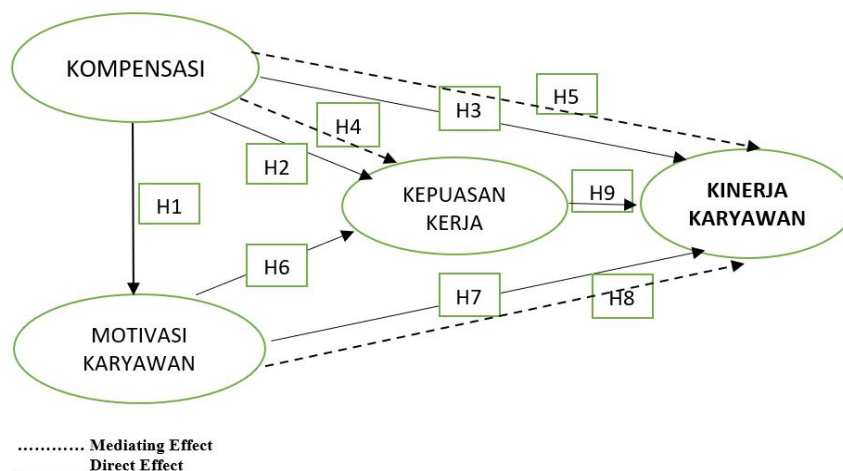 KOMPENSASI
H5
H3
H4
H2
KEPUASAN
KERJA
H9
KINERJA
KARYAWAN
H1
H6
H7
H8
MOTIVASI
KARYAWAN
............ Mediating Effect
Direct Effect